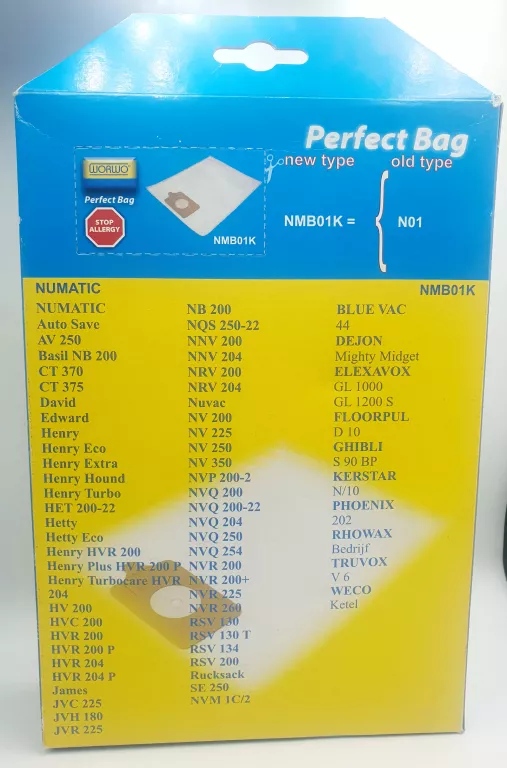 Perfect Bag
new type
old type
WORWO
Perfect Bag
STOP
ALLERGY
NMB01K
NMB01K =
N01
NUMATIC
NMB01K
NUMATIC
Auto Save
AV 250
Basil NB 200
CT 370
CT 375
David
Edward
Henry
Henry Eco
Henry Extra
Henry Hound
Henry Turbo
HET 200-22
Hetty
Hetty Eco
Henry HVR 200
Henry Plus HVR 200 P
Henry Turbocare HVR
204
HV 200
HVC 200
HVR 200
HVR 200 P
HVR 204
HVR 204 P
James
JVC 225
JVH 180
JVR 225
NB 200
NQS 250-22
NNV 200
NNV 204
NRV 200
NRV 204
Nuvac
NV 200
NV 225
NV 250
NV 350
NVP 200-2
NVQ 200
NVQ 200-22
NVQ 204
NVQ 250
NVQ 254
NVR 200
NVR 200+
NVR 225
NVR 260
RSV 130
RSV 130 T
RSV 134
RSV 200
Rucksack
SE 250
NVM 1C/2
BLUE VAC
44
DEJON
Mighty Midget
ELEXAVOX
GL 1000
GL 1200 S
FLOORPUL
D 10
GHIBLI
S 90 BP
KERSTAR
N/10
PHOENIX
202
RHOWAX
Bedrijf
TRUVOX
V 6
WECO
Ketel